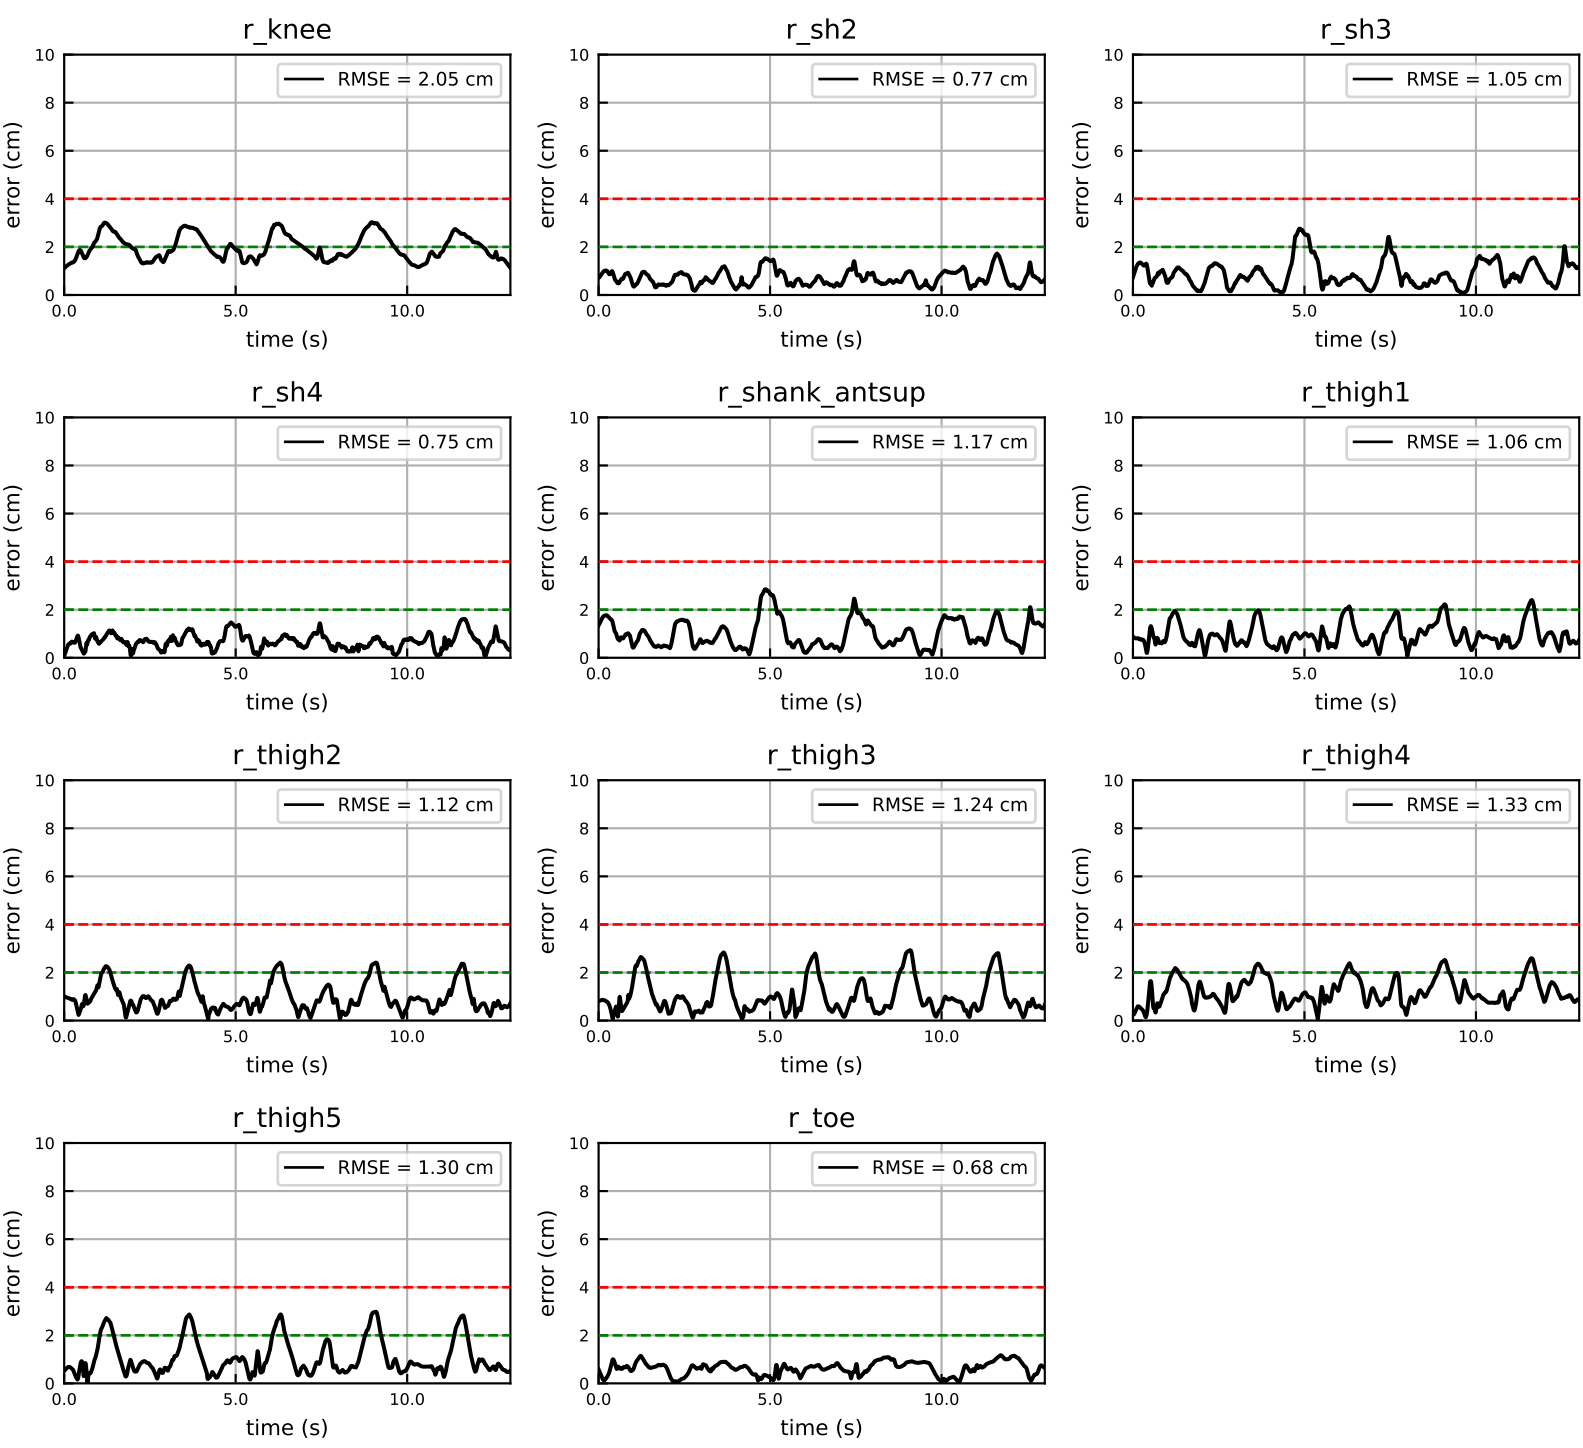 r_knee
r_sh2
r_sh3
10
8
6
4
2
0
error (cm)
RMSE = 2.05 cm
0.0 5.0 10.0
time (s)
10
8
6
4
2
0
error (cm)
RMSE = 0.77 cm
0.0 5.0 10.0
time (s)
10
8
6
4
2
0
error (cm)
RMSE = 1.05 cm
0.0 5.0 10.0
time (s)
r_sh4
r_shank_antsup
r_thigh1
10
8
6
4
2
0
error (cm)
RMSE = 0.75 cm
0.0 5.0 10.0
time (s)
10
8
6
4
2
0
error (cm)
RMSE = 1.17 cm
0.0 5.0 10.0
time (s)
10
8
6
4
2
0
error (cm)
RMSE = 1.06 cm
0.0 5.0 10.0
time (s)
r_thigh2
r_thigh3
r_thigh4
10
8
6
4
2
0
error (cm)
RMSE = 1.12 cm
0.0 5.0 10.0
time (s)
10
8
6
4
2
0
error (cm)
RMSE = 1.24 cm
0.0 5.0 10.0
time (s)
10
8
6
4
2
0
error (cm)
RMSE = 1.33 cm
0.0 5.0 10.0
time (s)
r_thigh5
r_toe
10
8
6
4
2
0
error (cm)
RMSE = 1.30 cm
0.0 5.0 10.0
time (s)
10
8
6
4
2
0
error (cm)
RMSE = 0.68 cm
0.0 5.0 10.0
time (s)